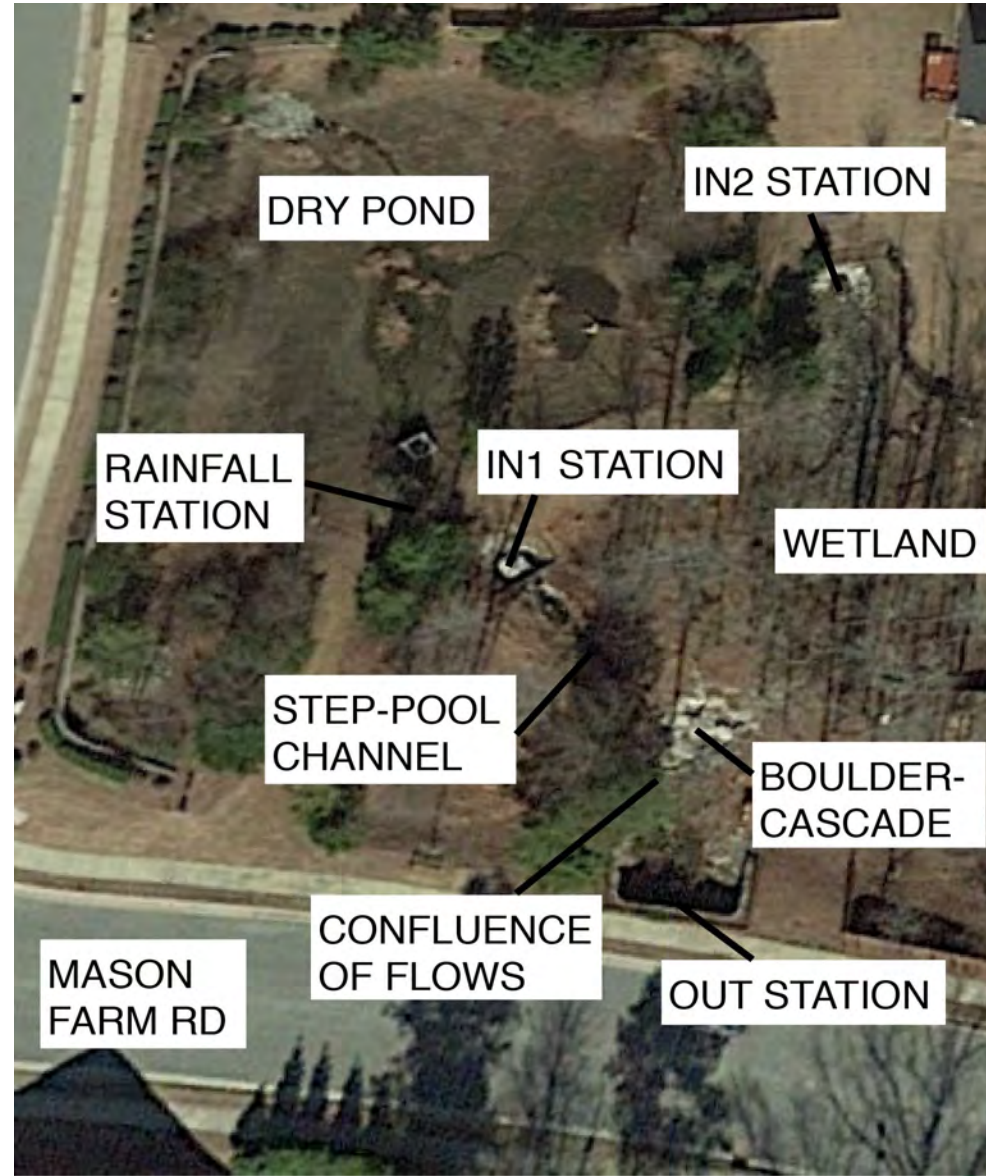 IN2 STATION
DRY POND
RAINFALL
STATION
IN1 STATION
WETLAND
STEP-POOL
CHANNEL
BOULDER-
CASCADE
CONFLUENCE
OF FLOWS
MASON
FARM RD
OUT STATION